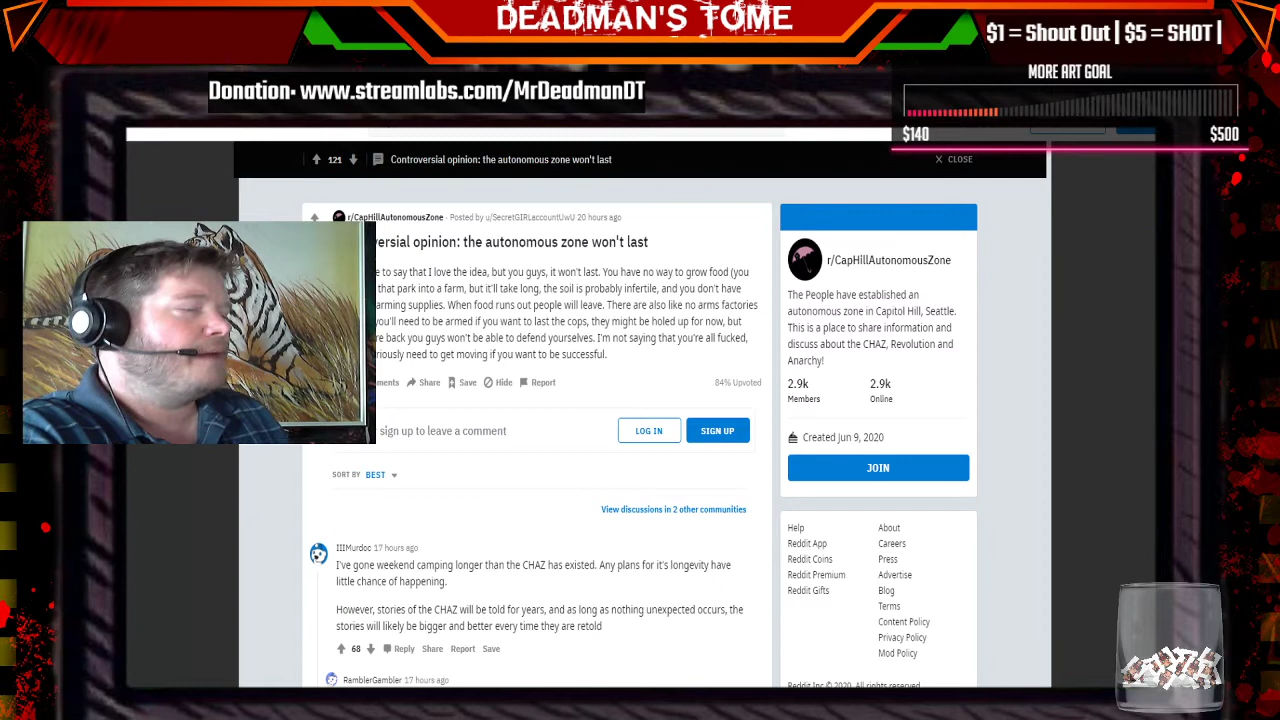 DEADMAN'S TOME
$1 = Shout Out | $5 = SHOT |
MORE ART GOAL
$140
$500
Donation· www.streamlabs.com/MrDeadmanDT
121
Controversial opinion: the autonomous zone won't last
X CLOSE
r/CapHillAutonomousZone · Posted by u/SecretGIRLaccountUwU 20 hours ago
ersial opinion: the autonomous zone won't last
e to say that I love the idea, but you guys, it won't last. You have no way to grow food (you
that park into a farm, but it'll take long, the soil is probably infertile, and you don't have
arming supplies. When food runs out people will leave. There are also like no arms factories
you'll need to be armed if you want to last the cops, they might be holed up for now, but
re back you guys won't be able to defend yourselves. I'm not saying that you're all fucked,
riously need to get moving if you want to be successful.
ments Share Save Hide Report
84% Upvoted
sign up to leave a comment
LOG IN
SIGN UP
SORT BY BEST
View discussions in 2 other communities
IIIMurdoc 17 hours ago
I've gone weekend camping longer than the CHAZ has existed. Any plans for it's longevity have
little chance of happening.
However, stories of the CHAZ will be told for years, and as long as nothing unexpected occurs, the
stories will likely be bigger and better every time they are retold
68 Reply Share Report Save
RamblerGambler 17 hours ago
r/CapHillAutonomousZone
The People have established an
autonomous zone in Capitol Hill, Seattle.
This is a place to share information and
discuss about the CHAZ, Revolution and
Anarchy!
2.9k
Members
2.9k
Online
Created Jun 9, 2020
JOIN
Help
Reddit App
Reddit Coins
Reddit Premium
Reddit Gifts
About
Careers
Press
Advertise
Blog
Terms
Content Policy
Privacy Policy
Mod Policy
Reddit Inc © 2020. All rights reserved